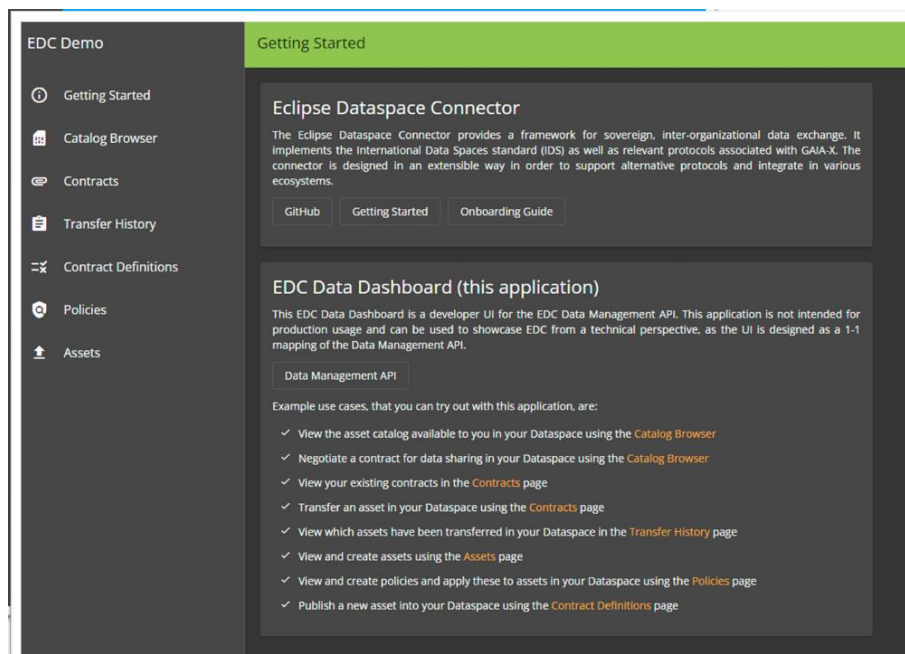 EDC Demo
Getting Started
Catalog Browser
Contracts
Transfer History
Contract Definitions
Policies
Assets
Getting Started
Eclipse Dataspace Connector
The Eclipse Dataspace Connector provides a framework for sovereign, inter-organizational data exchange. It
implements the International Data Spaces standard (IDS) as well as relevant protocols associated with GAIA-X. The
connector is designed in an extensible way in order to support alternative protocols and integrate in various
ecosystems.
GitHub
Getting Started
Onboarding Guide
EDC Data Dashboard (this application)
This EDC Data Dashboard is a developer UI for the EDC Data Management API. This application is not intended for
production usage and can be used to showcase EDC from a technical perspective, as the UI is designed as a 1-1
mapping of the Data Management API.
Data Management API
Example use cases, that you can try out with this application, are:
View the asset catalog available to you in your Dataspace using the Catalog Browser
Negotiate a contract for data sharing in your Dataspace using the Catalog Browser
View your existing contracts in the Contracts page
Transfer an asset in your Dataspace using the Contracts page
View which assets have been transferred in your Dataspace in the Transfer History page
View and create assets using the Assets page
View and create policies and apply these to assets in your Dataspace using the Policies page
Publish a new asset into your Dataspace using the Contract Definitions page